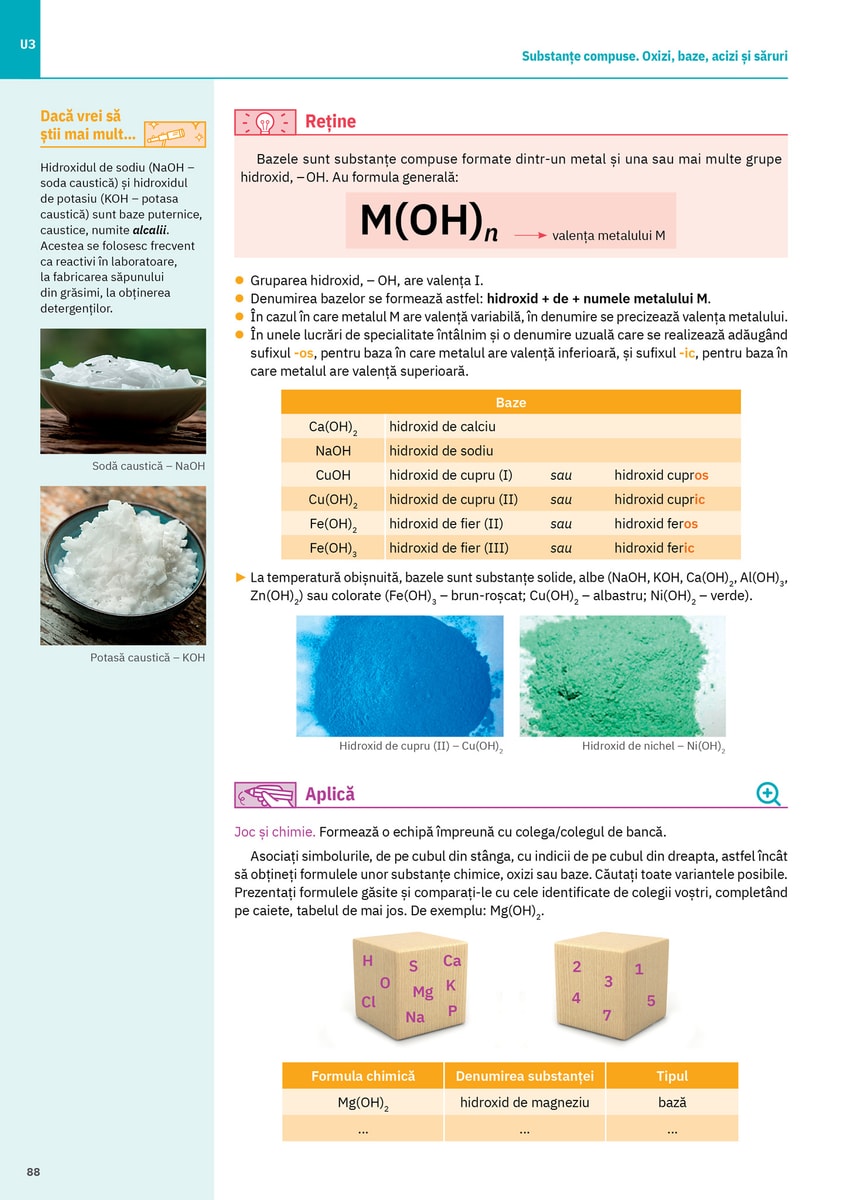 U3
Substanțe compuse. Oxizi, baze, acizi și săruri
Dacă vrei să
știi mai mult...
Hidroxidul de sodiu (NaOH –
soda caustică) și hidroxidul
de potasiu (KOH – potasa
caustică) sunt baze puternice,
caustice, numite alcalii.
Acestea se folosesc frecvent
ca reactivi în laboratoare,
la fabricarea săpunului
din grăsimi, la obținerea
detergenților.
Sodă caustică – NaOH
Potasă caustică – KOH
Reține
Bazele sunt substanțe compuse formate dintr-un metal și una sau mai multe grupe
hidroxid, – OH. Au formula generală:
M(OH)n
valența metalului M
• Gruparea hidroxid, – OH, are valența I.
• Denumirea bazelor se formează astfel: hidroxid + de + numele metalului M.
• În cazul în care metalul M are valență variabilă, în denumire se precizează valența metalului.
• În unele lucrări de specialitate întâlnim și o denumire uzuală care se realizează adăugând
sufixul -os, pentru baza în care metalul are valență inferioară, și sufixul -ic, pentru baza în
care metalul are valență superioară.
Baze
Ca(OH)₂ hidroxid de calciu
NaOH hidroxid de sodiu
CuOH hidroxid de cupru (I) sau hidroxid cupros
Cu(OH)₂ hidroxid de cupru (II) sau hidroxid cupric
Fe(OH)₂ hidroxid de fier (II) sau hidroxid feros
Fe(OH)₃ hidroxid de fier (III) sau hidroxid feric
► La temperatură obișnuită, bazele sunt substanțe solide, albe (NaOH, KOH, Ca(OH)₂, Al(OH)₃,
Zn(OH)₂) sau colorate (Fe(OH)₃ – brun-roșcat; Cu(OH)₂ – albastru; Ni(OH)₂ – verde).
Hidroxid de cupru (II) – Cu(OH)₂
Hidroxid de nichel – Ni(OH)₂
Aplică
Joc și chimie. Formează o echipă împreună cu colega/colegul de bancă.
Asociați simbolurile, de pe cubul din stânga, cu indicii de pe cubul din dreapta, astfel încât
să obțineți formulele unor substanțe chimice, oxizi sau baze. Căutați toate variantele posibile.
Prezentați formulele găsite și comparați-le cu cele identificate de colegii voștri, completând
pe caiete, tabelul de mai jos. De exemplu: Mg(OH)₂.
H
O
Cl
S
Mg
Na
Ca
K
P
2
4
3
7
1
5
Formula chimică Denumirea substanței Tipul
Mg(OH)₂ hidroxid de magneziu bază
... ... ...
88